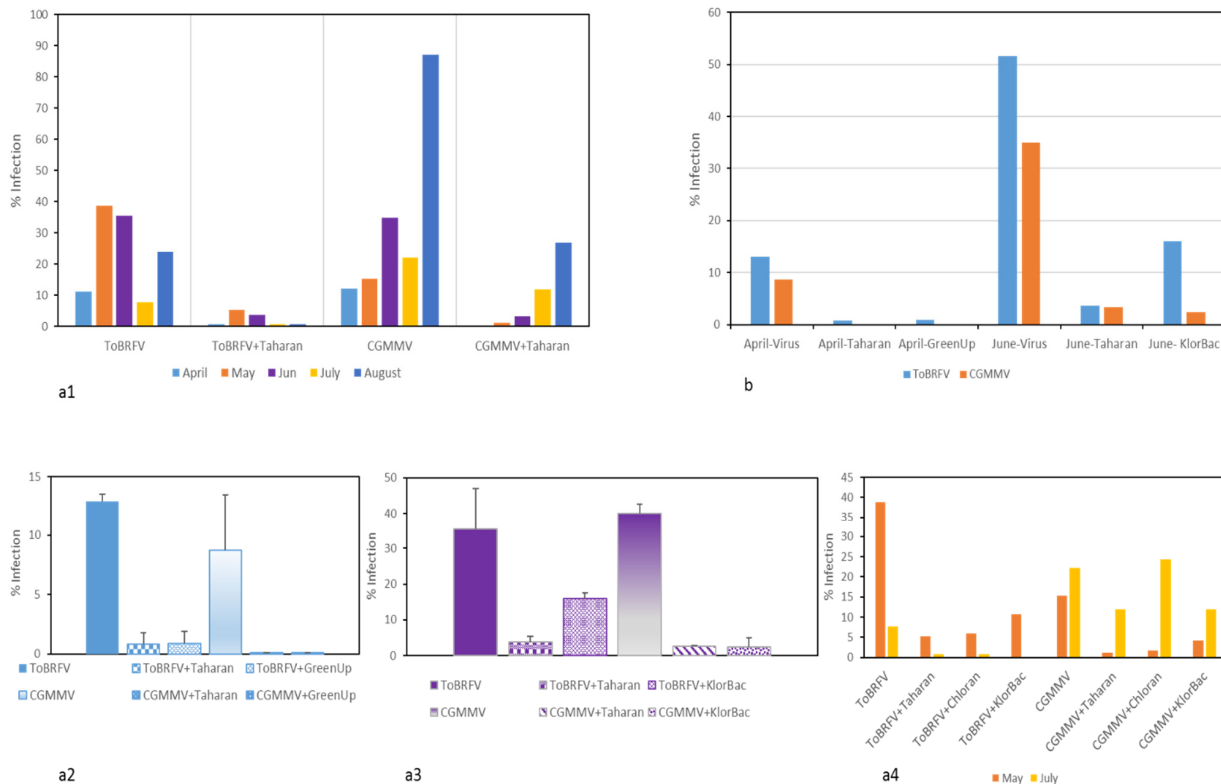 100
90
80
70
60
50
40
30
20
10
0
% Infection
ToBRFV ToBRFV+Taharan CGMMV CGMMV+Taharan
April May Jun July August
a1
60
50
40
30
20
10
0
% Infection
April-Virus April-Taharan April-GreenUp June-Virus June-Taharan June- KlorBac
ToBRFV CGMMV
b
15
10
5
0
% Infection
ToBRFV ToBRFV+Taharan ToBRFV+GreenUp
CGMMV CGMMV+Taharan CGMMV+GreenUp
a2
50
40
30
20
10
0
% Infection
ToBRFV ToBRFV+Taharan ToBRFV+KlorBac
CGMMV CGMMV+Taharan CGMMV+KlorBac
a3
45
40
35
30
25
20
15
10
5
0
% Infection
ToBRFV
ToBRFV+Taharan
ToBRFV+Chloran
ToBRFV+KlorBac
CGMMV
CGMMV+Taharan
CGMMV+Chloran
CGMMV+KlorBac
May July
a4